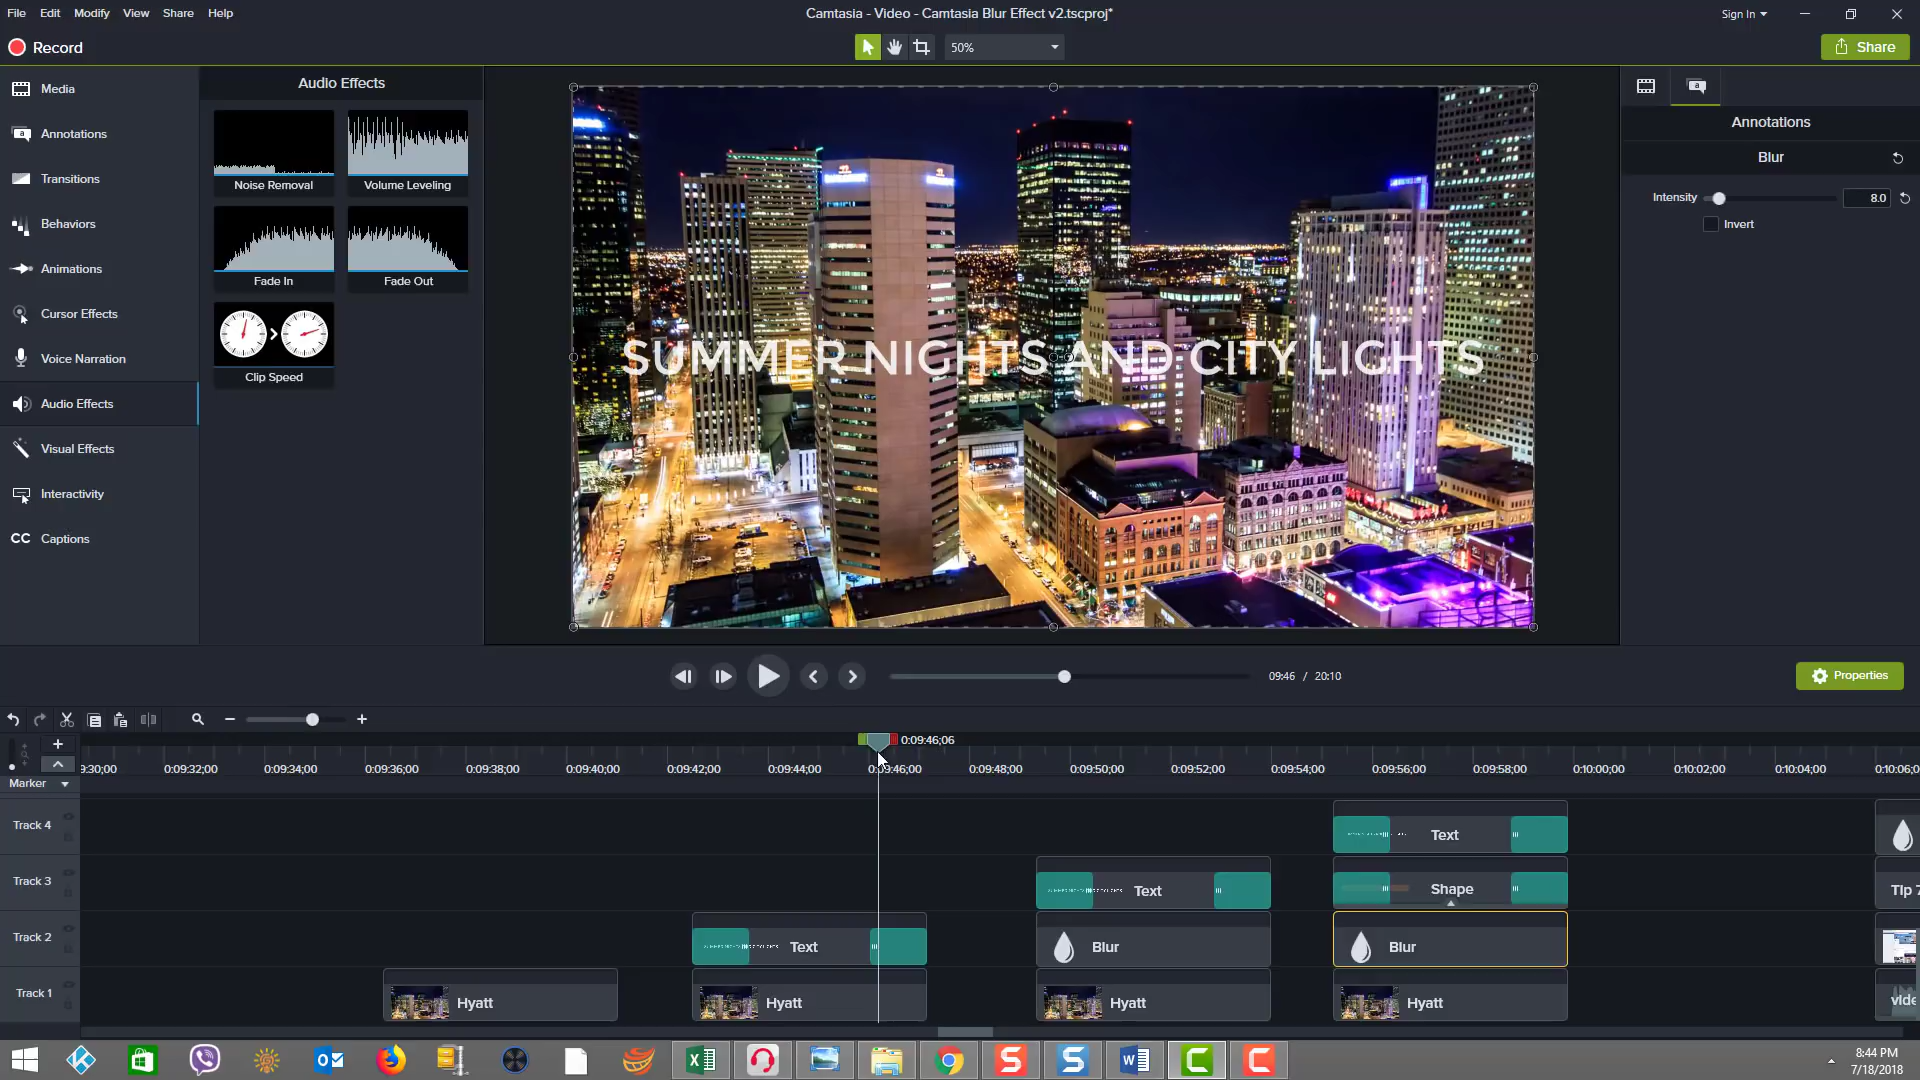 File Edit Modify View Share Help
Camtasia - Video - Camtasia Blur Effect v2.tscproj*
Sign In
Record
50%
Share
Media
Annotations
Transitions
Behaviors
Animations
Cursor Effects
Voice Narration
Audio Effects
Visual Effects
Interactivity
CC Captions
Audio Effects
Noise Removal
Volume Leveling
Fade In
Fade Out
Clip Speed
SUMMER NIGHTS AND CITY LIGHTS
Annotations
Blur
Intensity 8.0
Invert
09:46 / 20:10
Properties
0:09:46;06
9:30;00 0:09:32;00 0:09:34;00 0:09:36;00 0:09:38;00 0:09:40;00 0:09:42;00 0:09:44;00 0:09:46;00 0:09:48;00 0:09:50;00 0:09:52;00 0:09:54;00 0:09:56;00 0:09:58;00 0:10:00;00 0:10:02;00 0:10:04;00 0:10:06;0
Marker
Track 4 Text
Track 3 Text Shape Tip 7
Track 2 Text Blur Blur
Track 1 Hyatt Hyatt Hyatt Hyatt vide
8:44 PM
7/18/2018